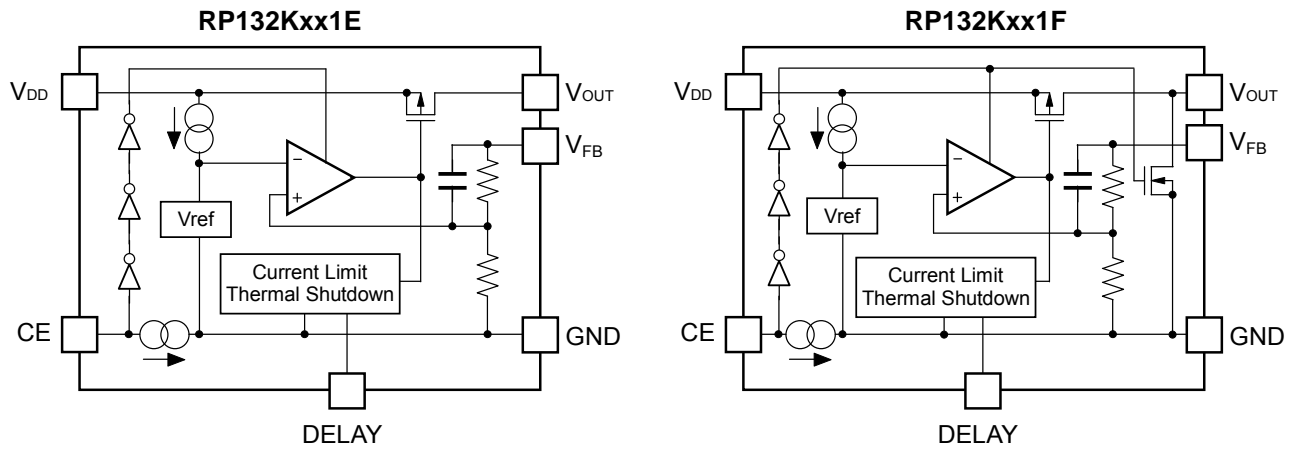 RP132Kxx1E
VDD
VOUT
VFB
−
+
Vref
Current Limit
Thermal Shutdown
CE
GND
DELAY
RP132Kxx1F
VDD
VOUT
VFB
−
+
Vref
Current Limit
Thermal Shutdown
CE
GND
DELAY